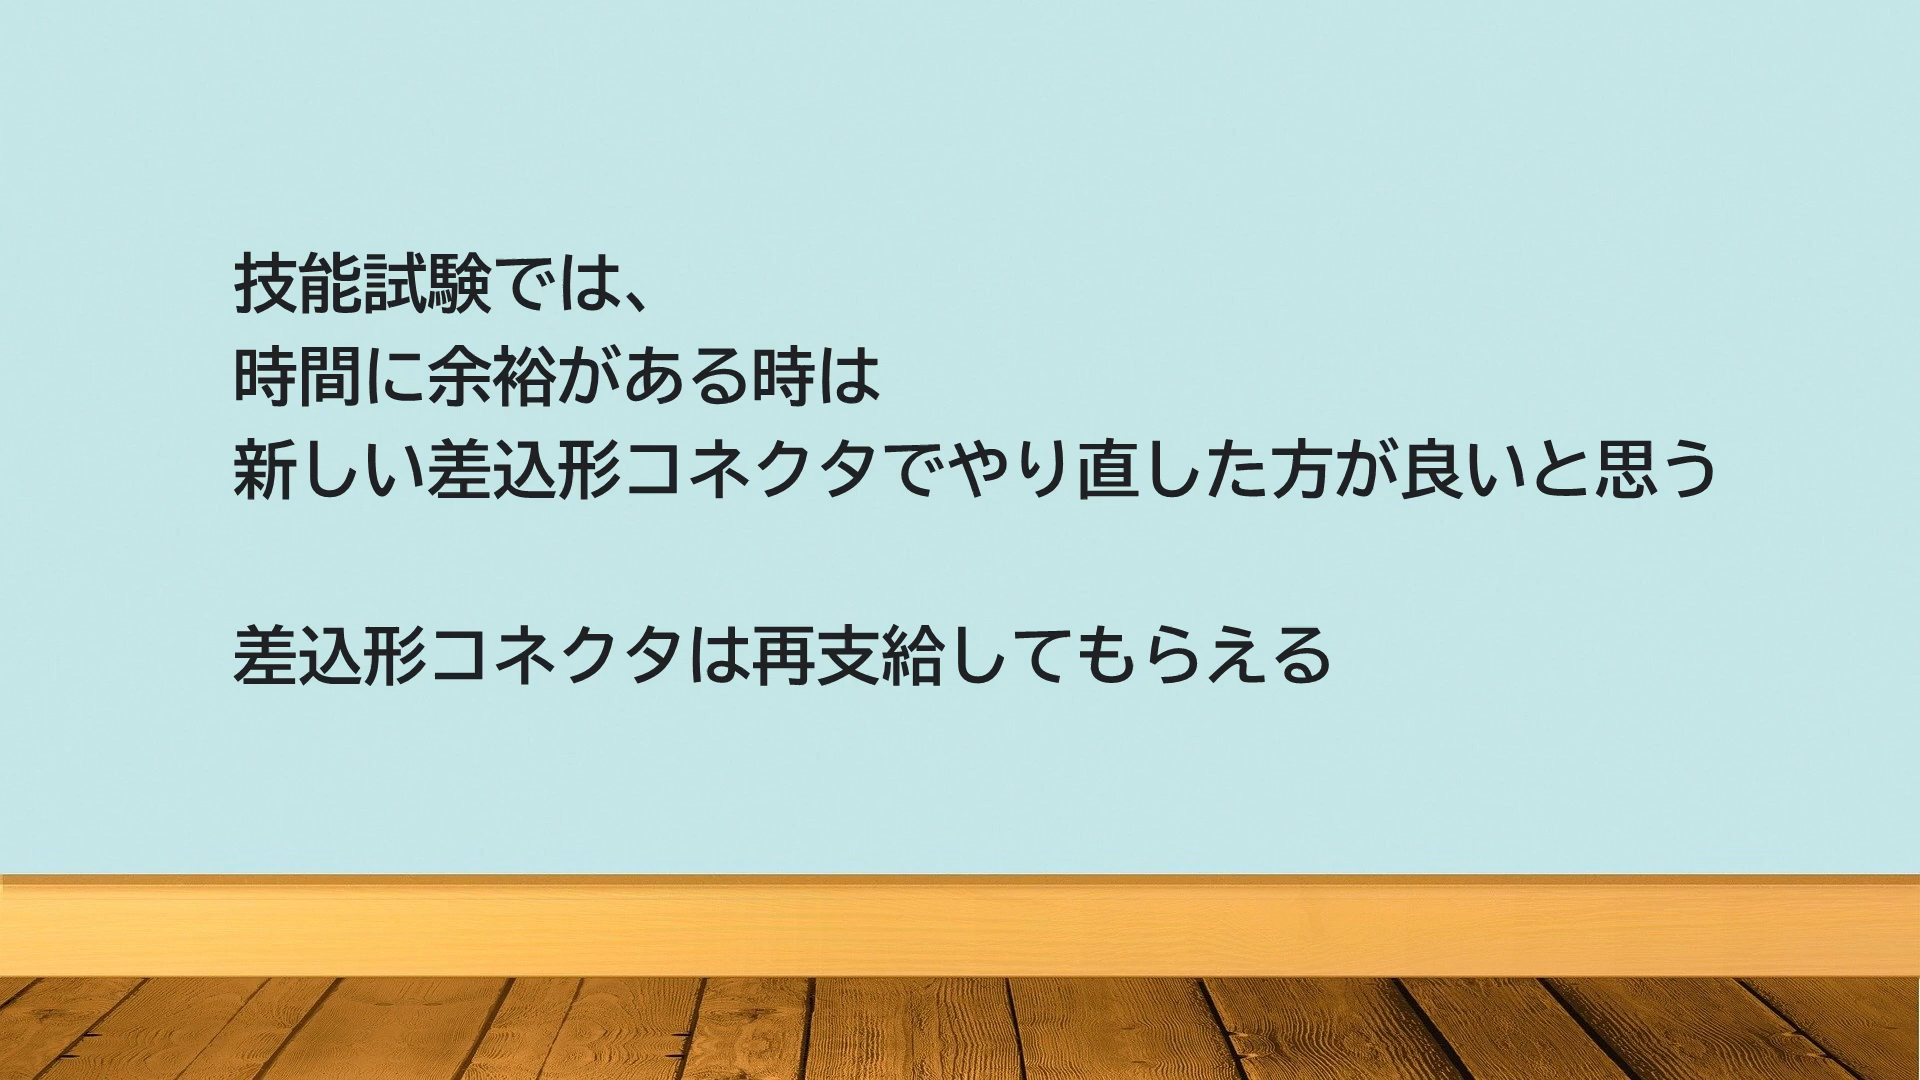 技能試験では、
時間に余裕がある時は
新しい差込形コネクタでやり直した方が良いと思う
差込形コネクタは再支給してもらえる